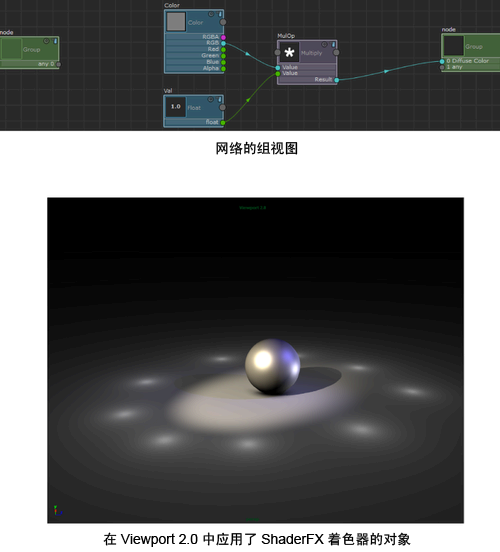 Color
node
Group
any 0
Color
RGBA
RGB
Red
Green
Blue
Alpha
MulOp
Multiply
Value
Value
Result
node
Group
0 Diffuse Color
1 any
Val
1.0
float
float
网络的组视图
Viewport 2.0
在 Viewport 2.0 中应用了 ShaderFX 着色器的对象